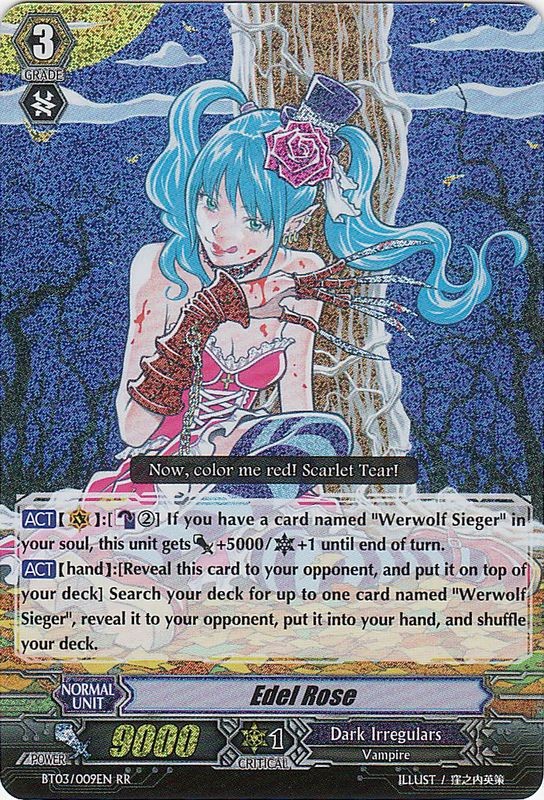 3
GRADE
Now, color me red! Scarlet Tear!
ACT【 】:[ ②] If you have a card named "Werwolf Sieger" in
your soul, this unit gets +5000/ +1 until end of turn.
ACT【hand】:[Reveal this card to your opponent, and put it on top of
your deck] Search your deck for up to one card named "Werwolf
Sieger", reveal it to your opponent, put it into your hand, and shuffle
your deck.
NORMAL
UNIT
Edel Rose
POWER
9000
1
CRITICAL
Dark Irregulars
Vampire
BT03/009EN RR
ILLUST / 窪之内英策